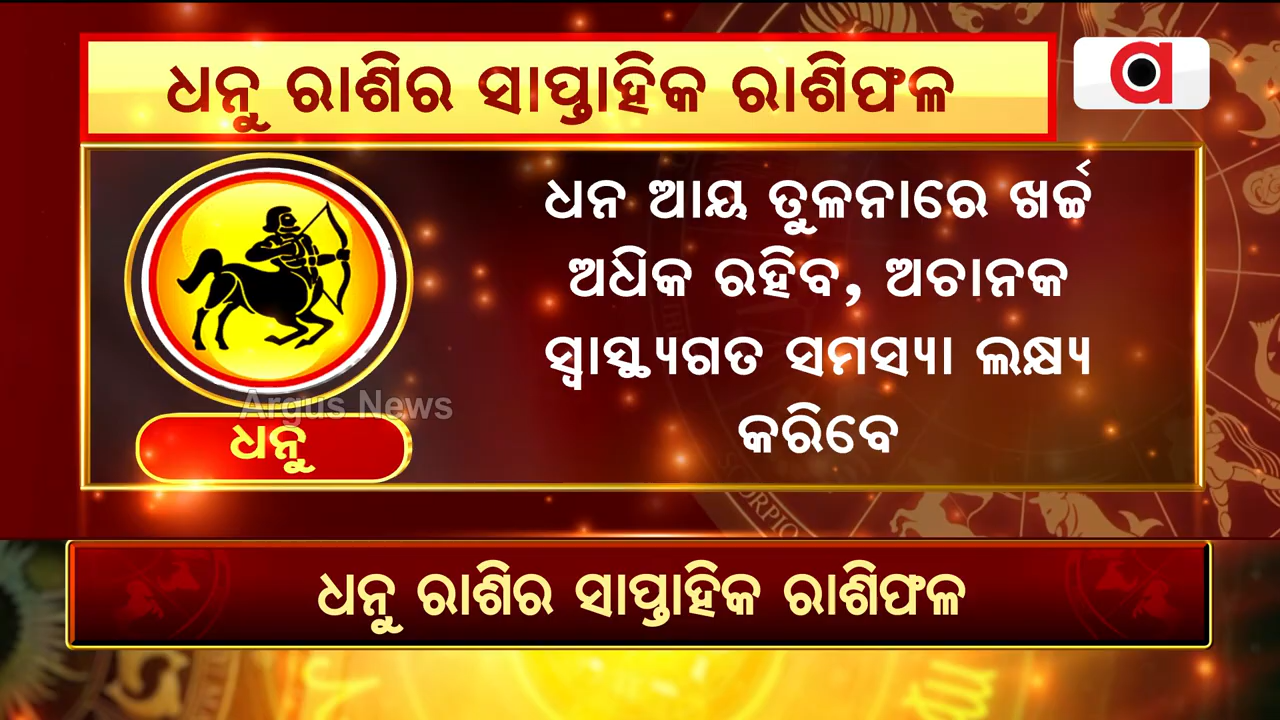 ଧନୁ ରାଶିର ସାପ୍ତାହିକ ରାଶିଫଳ
a
ଧନ ଆୟ ତୁଳନାରେ ଖର୍ଚ୍ଚ
ଅଧିକ ରହିବ, ଅଚାନକ
ସ୍ୱାସ୍ଥ୍ୟଗତ ସମସ୍ୟା ଲକ୍ଷ୍ୟ
କରିବେ
Argus News
ଧନୁ
SCORPIO
ଧନୁ ରାଶିର ସାପ୍ତାହିକ ରାଶିଫଳ